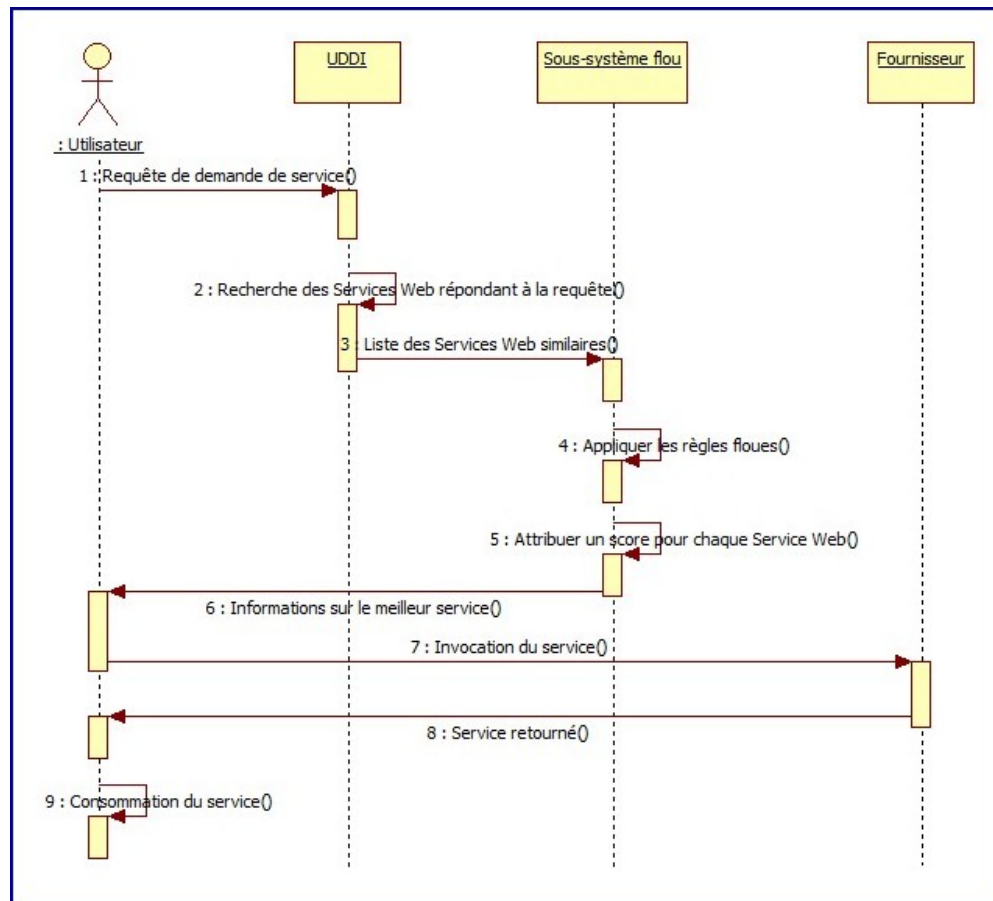 UDDI
Sous-système flou
Fournisseur
: Utilisateur
1 : Requête de demande de service()
2 : Recherche des Services Web répondant à la requête()
3 : Liste des Services Web similaires()
4 : Appliquer les règles floues()
5 : Attribuer un score pour chaque Service Web()
6 : Informations sur le meilleur service()
7 : Invocation du service()
8 : Service retourné()
9 : Consommation du service()